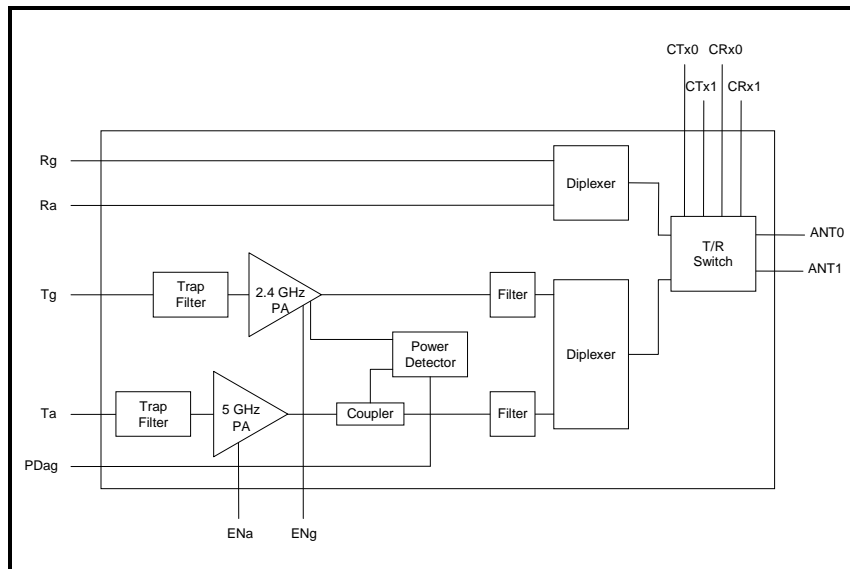 CTx0 CRx0
CTx1 CRx1
Rg
Ra
Diplexer
T/R
Switch
ANT0
ANT1
Tg
Trap
Filter
2.4 GHz
PA
Filter
Diplexer
Power
Detector
Ta
Trap
Filter
5 GHz
PA
Coupler
Filter
PDag
ENa
ENg